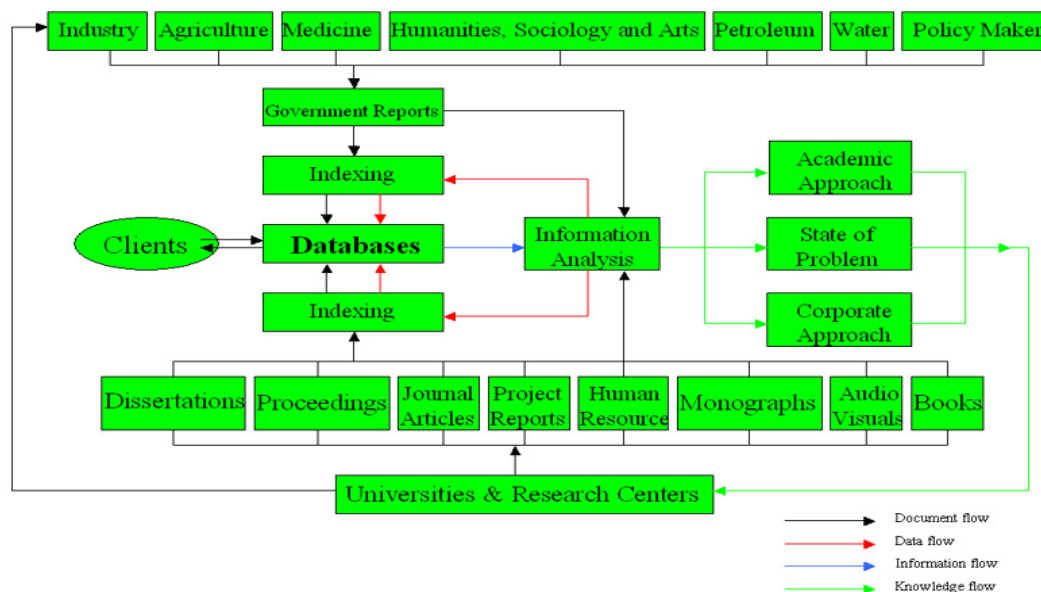 Industry
Agriculture
Medicine
Humanities, Sociology and Arts
Petroleum
Water
Policy Maker
Government Reports
Indexing
Academic
Approach
Clients
Databases
Information
Analysis
State of
Problem
Indexing
Corporate
Approach
Dissertations
Proceedings
Journal
Articles
Project
Reports
Human
Resource
Monographs
Audio
Visuals
Books
Universities & Research Centers
Document flow
Data flow
Information flow
Knowledge flow